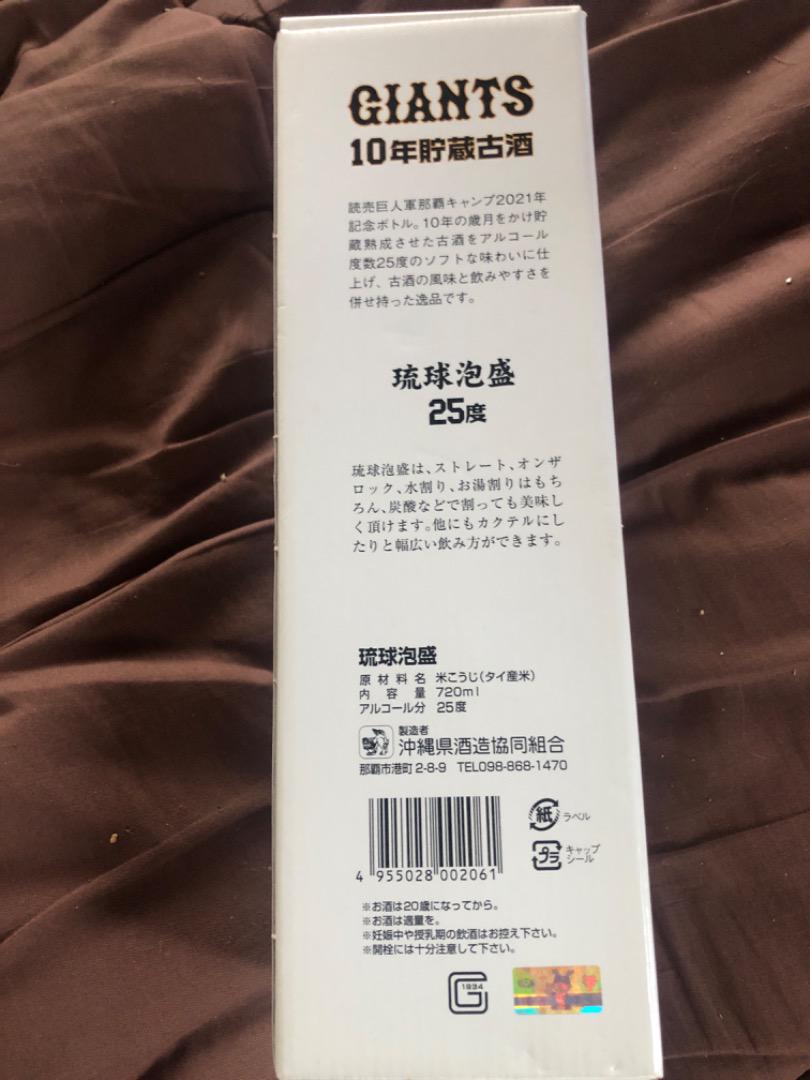 GIANTS
10年貯蔵古酒
読売巨人軍那覇キャンプ2021年
記念ボトル。10年の歳月をかけ貯
蔵熟成させた古酒をアルコール
度数25度のソフトな味わいに仕
上げ、古酒の風味と飲みやすさを
併せ持った逸品です。
琉球泡盛
25度
琉球泡盛は、ストレート、オンザ
ロック、水割り、お湯割りはもち
ろん、炭酸などで割っても美味し
く頂けます。他にもカクテルにし
たりと幅広い飲み方ができます。
琉球泡盛
原材料名 米こうじ(タイ産米)
内容量 720ml
アルコール分 25度
製造者
沖縄県酒造協同組合
那覇市港町2-8-9 TEL098-868-1470
紙 ラベル
プラ キャップ
シール
4 955028 002061
※お酒は20歳になってから。
※お酒は適量を。
※妊娠中や授乳期の飲酒はお控え下さい。
※開栓には十分注意して下さい。
G 1934